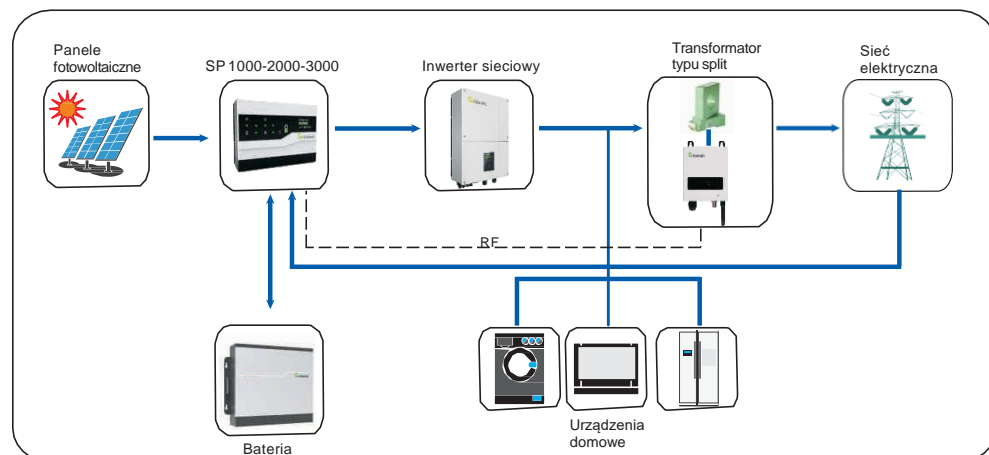 Panele
fotowoltaiczne
SP 1000-2000-3000
Inwerter sieciowy
Transformator
typu split
Sieć
elektryczna
RF
Urządzenia
domowe
Bateria